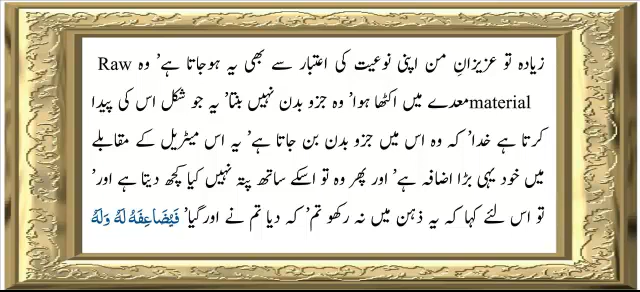 زیادہ تو عزیزانِ من اپنی نوعیت کی اعتبار سے بھی یہ ہوجاتا ہے' وہ Raw
material معدے میں اکٹھا ہوا' وہ جزو بدن نہیں بنتا' یہ جو شکل اس کی پیدا
کرتا ہے خدا' کہ وہ اس میں جزو بدن بن جاتا ہے' یہ اس میٹریل کے مقابلے
میں خود یہی بڑا اضافہ ہے' اور پھر وہ تو اسکے ساتھ پتہ نہیں کیا کچھ دیتا ہے اور'
تو اس لئے کہا کہ یہ ذہن میں نہ رکھو تم' کہ دیا تم نے اور گیا' فَيُضَاعِفَهُ لَهُ وَلَهُ